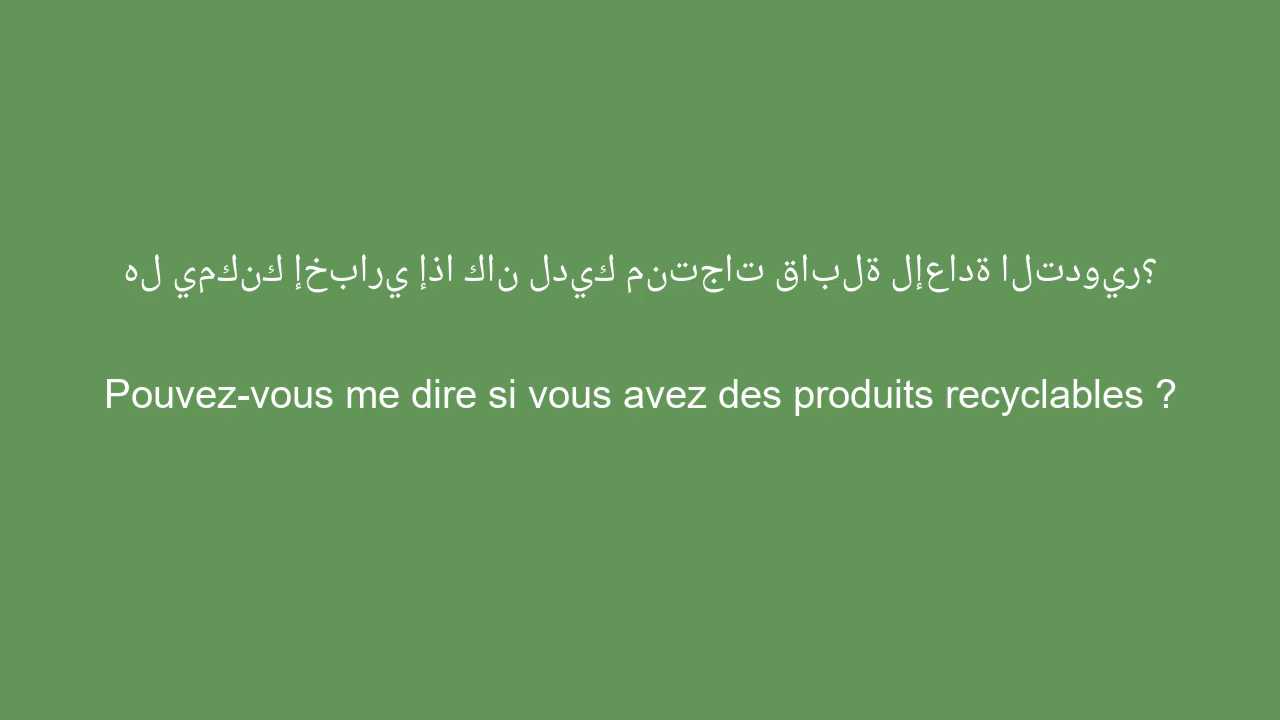 هل يمكنك إخباري إذا كان لديك منتجات قابلة لإعادة التدوير؟
Pouvez-vous me dire si vous avez des produits recyclables ?